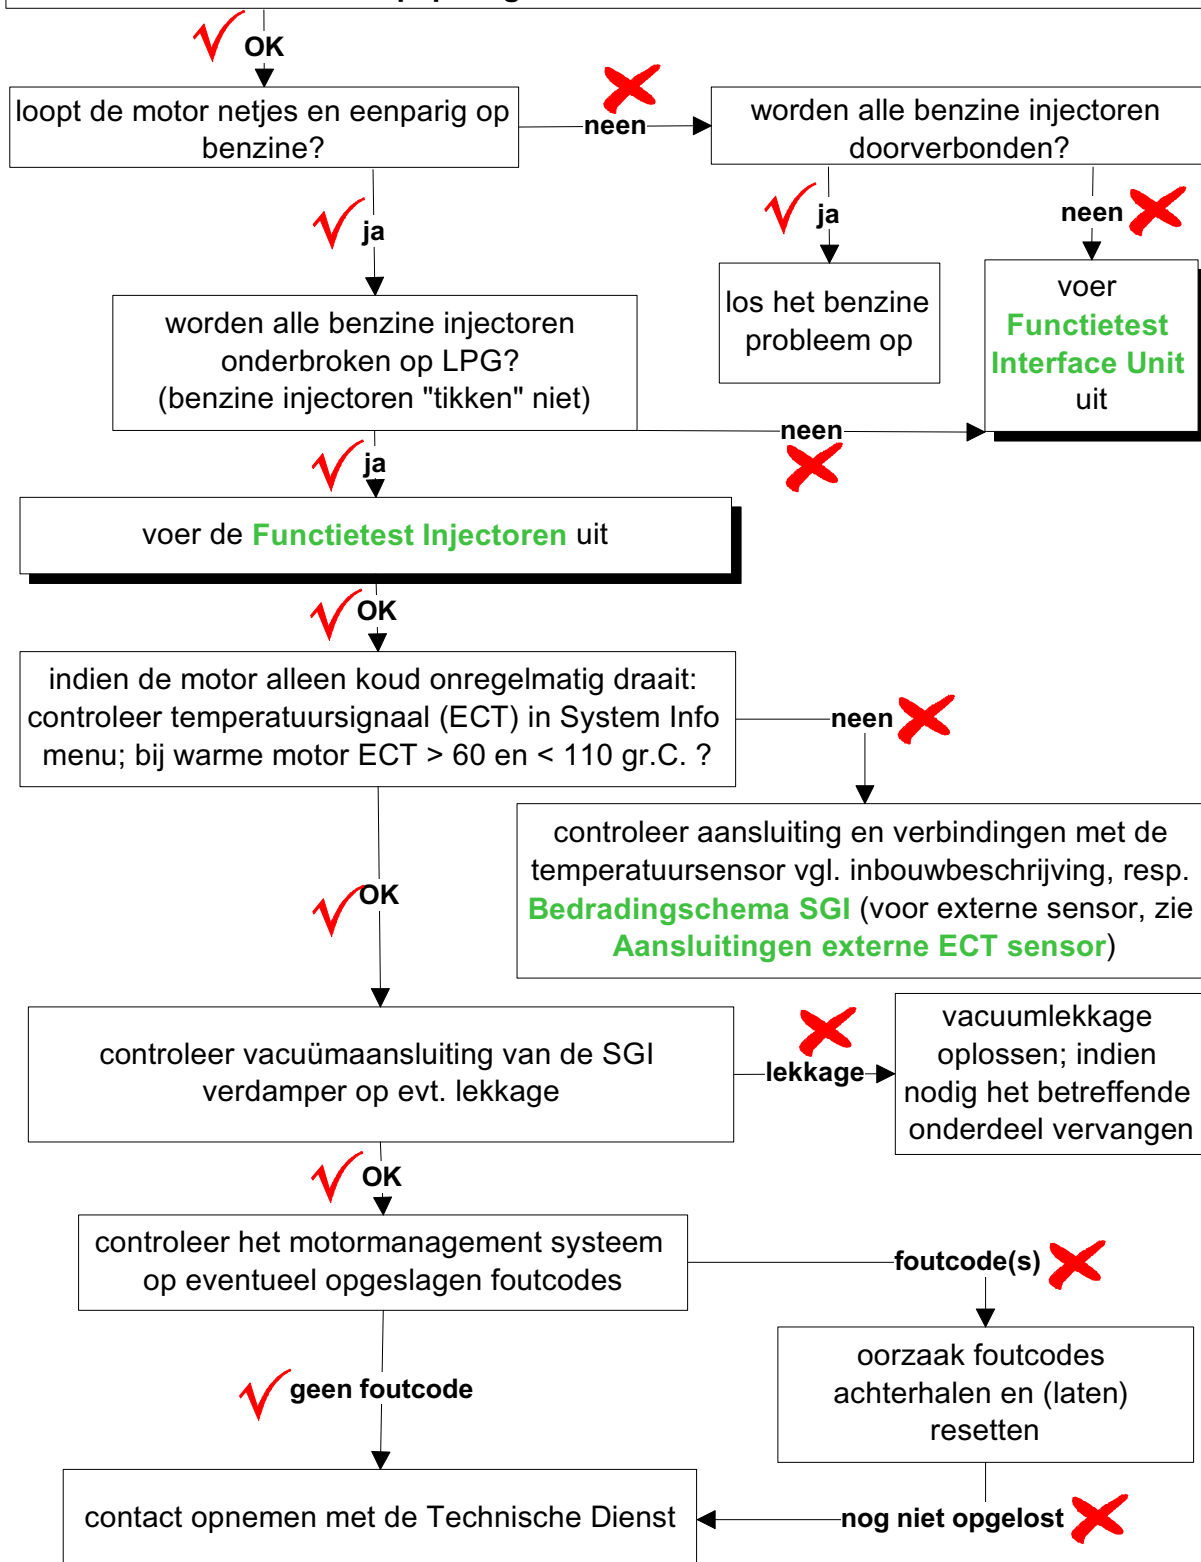 OK
loopt de motor netjes en eenparig op
benzine?
neen
worden alle benzine injectoren
doorverbonden?
ja
ja
neen
los het benzine
probleem op
voer
Functietest
Interface Unit
uit
worden alle benzine injectoren
onderbroken op LPG?
(benzine injectoren "tikken" niet)
neen
ja
voer de Functietest Injectoren uit
OK
indien de motor alleen koud onregelmatig draait:
controleer temperatuursignaal (ECT) in System Info
menu; bij warme motor ECT > 60 en < 110 gr.C. ?
neen
controleer aansluiting en verbindingen met de
temperatuursensor vgl. inbouwbeschrijving, resp.
Bedradingschema SGI (voor externe sensor, zie
Aansluitingen externe ECT sensor)
OK
controleer vacuümaansluiting van de SGI
verdamper op evt. lekkage
lekkage
vacuumlekkage
oplossen; indien
nodig het betreffende
onderdeel vervangen
OK
controleer het motormanagement systeem
op eventueel opgeslagen foutcodes
foutcode(s)
oorzaak foutcodes
achterhalen en (laten)
resetten
geen foutcode
contact opnemen met de Technische Dienst
nog niet opgelost